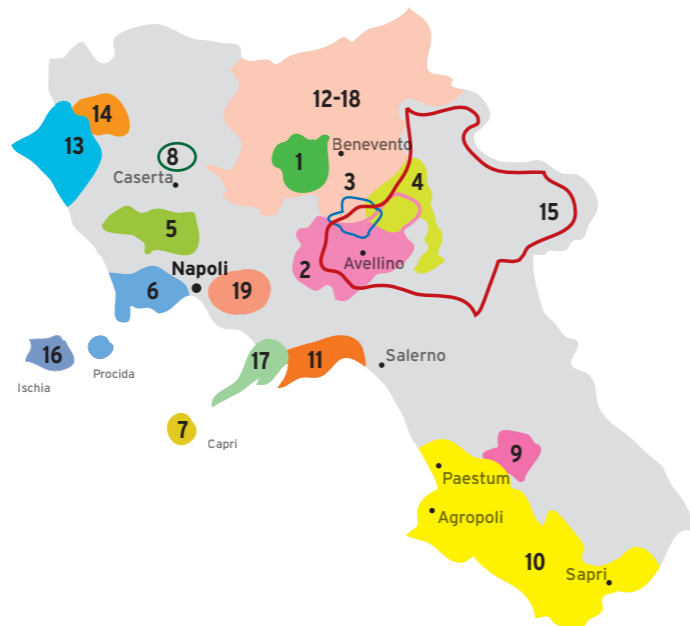 12-18
14
13
8
1
Benevento
Caserta
3
4
15
5
Napoli
2
Avellino
6
19
16
Procida
Ischia
17
11
Salerno
7
Capri
9
Paestum
Agropoli
10
Sapri